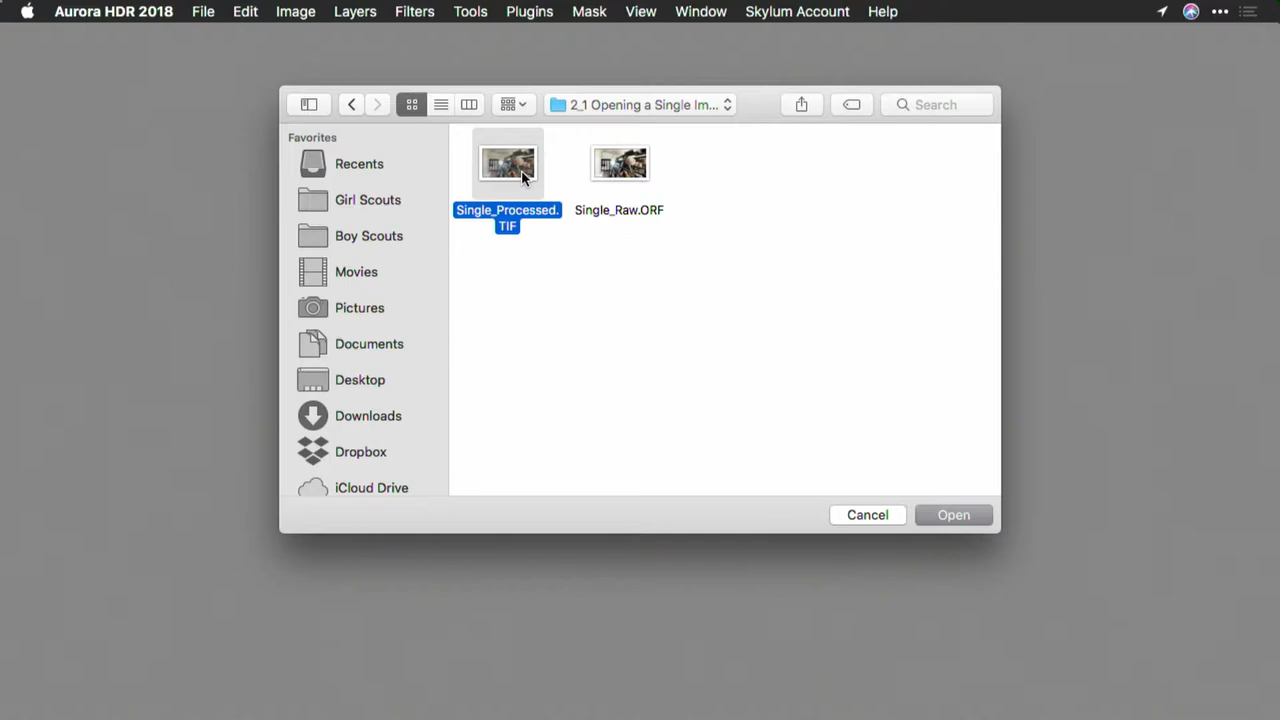 Aurora HDR 2018 File Edit Image Layers Filters Tools Plugins Mask View Window Skylum Account Help
2_1 Opening a Single Im... Search
Favorites
Recents
Girl Scouts
Boy Scouts
Movies
Pictures
Documents
Desktop
Downloads
Dropbox
iCloud Drive
Single_Processed.
TIF
Single_Raw.ORF
Cancel Open